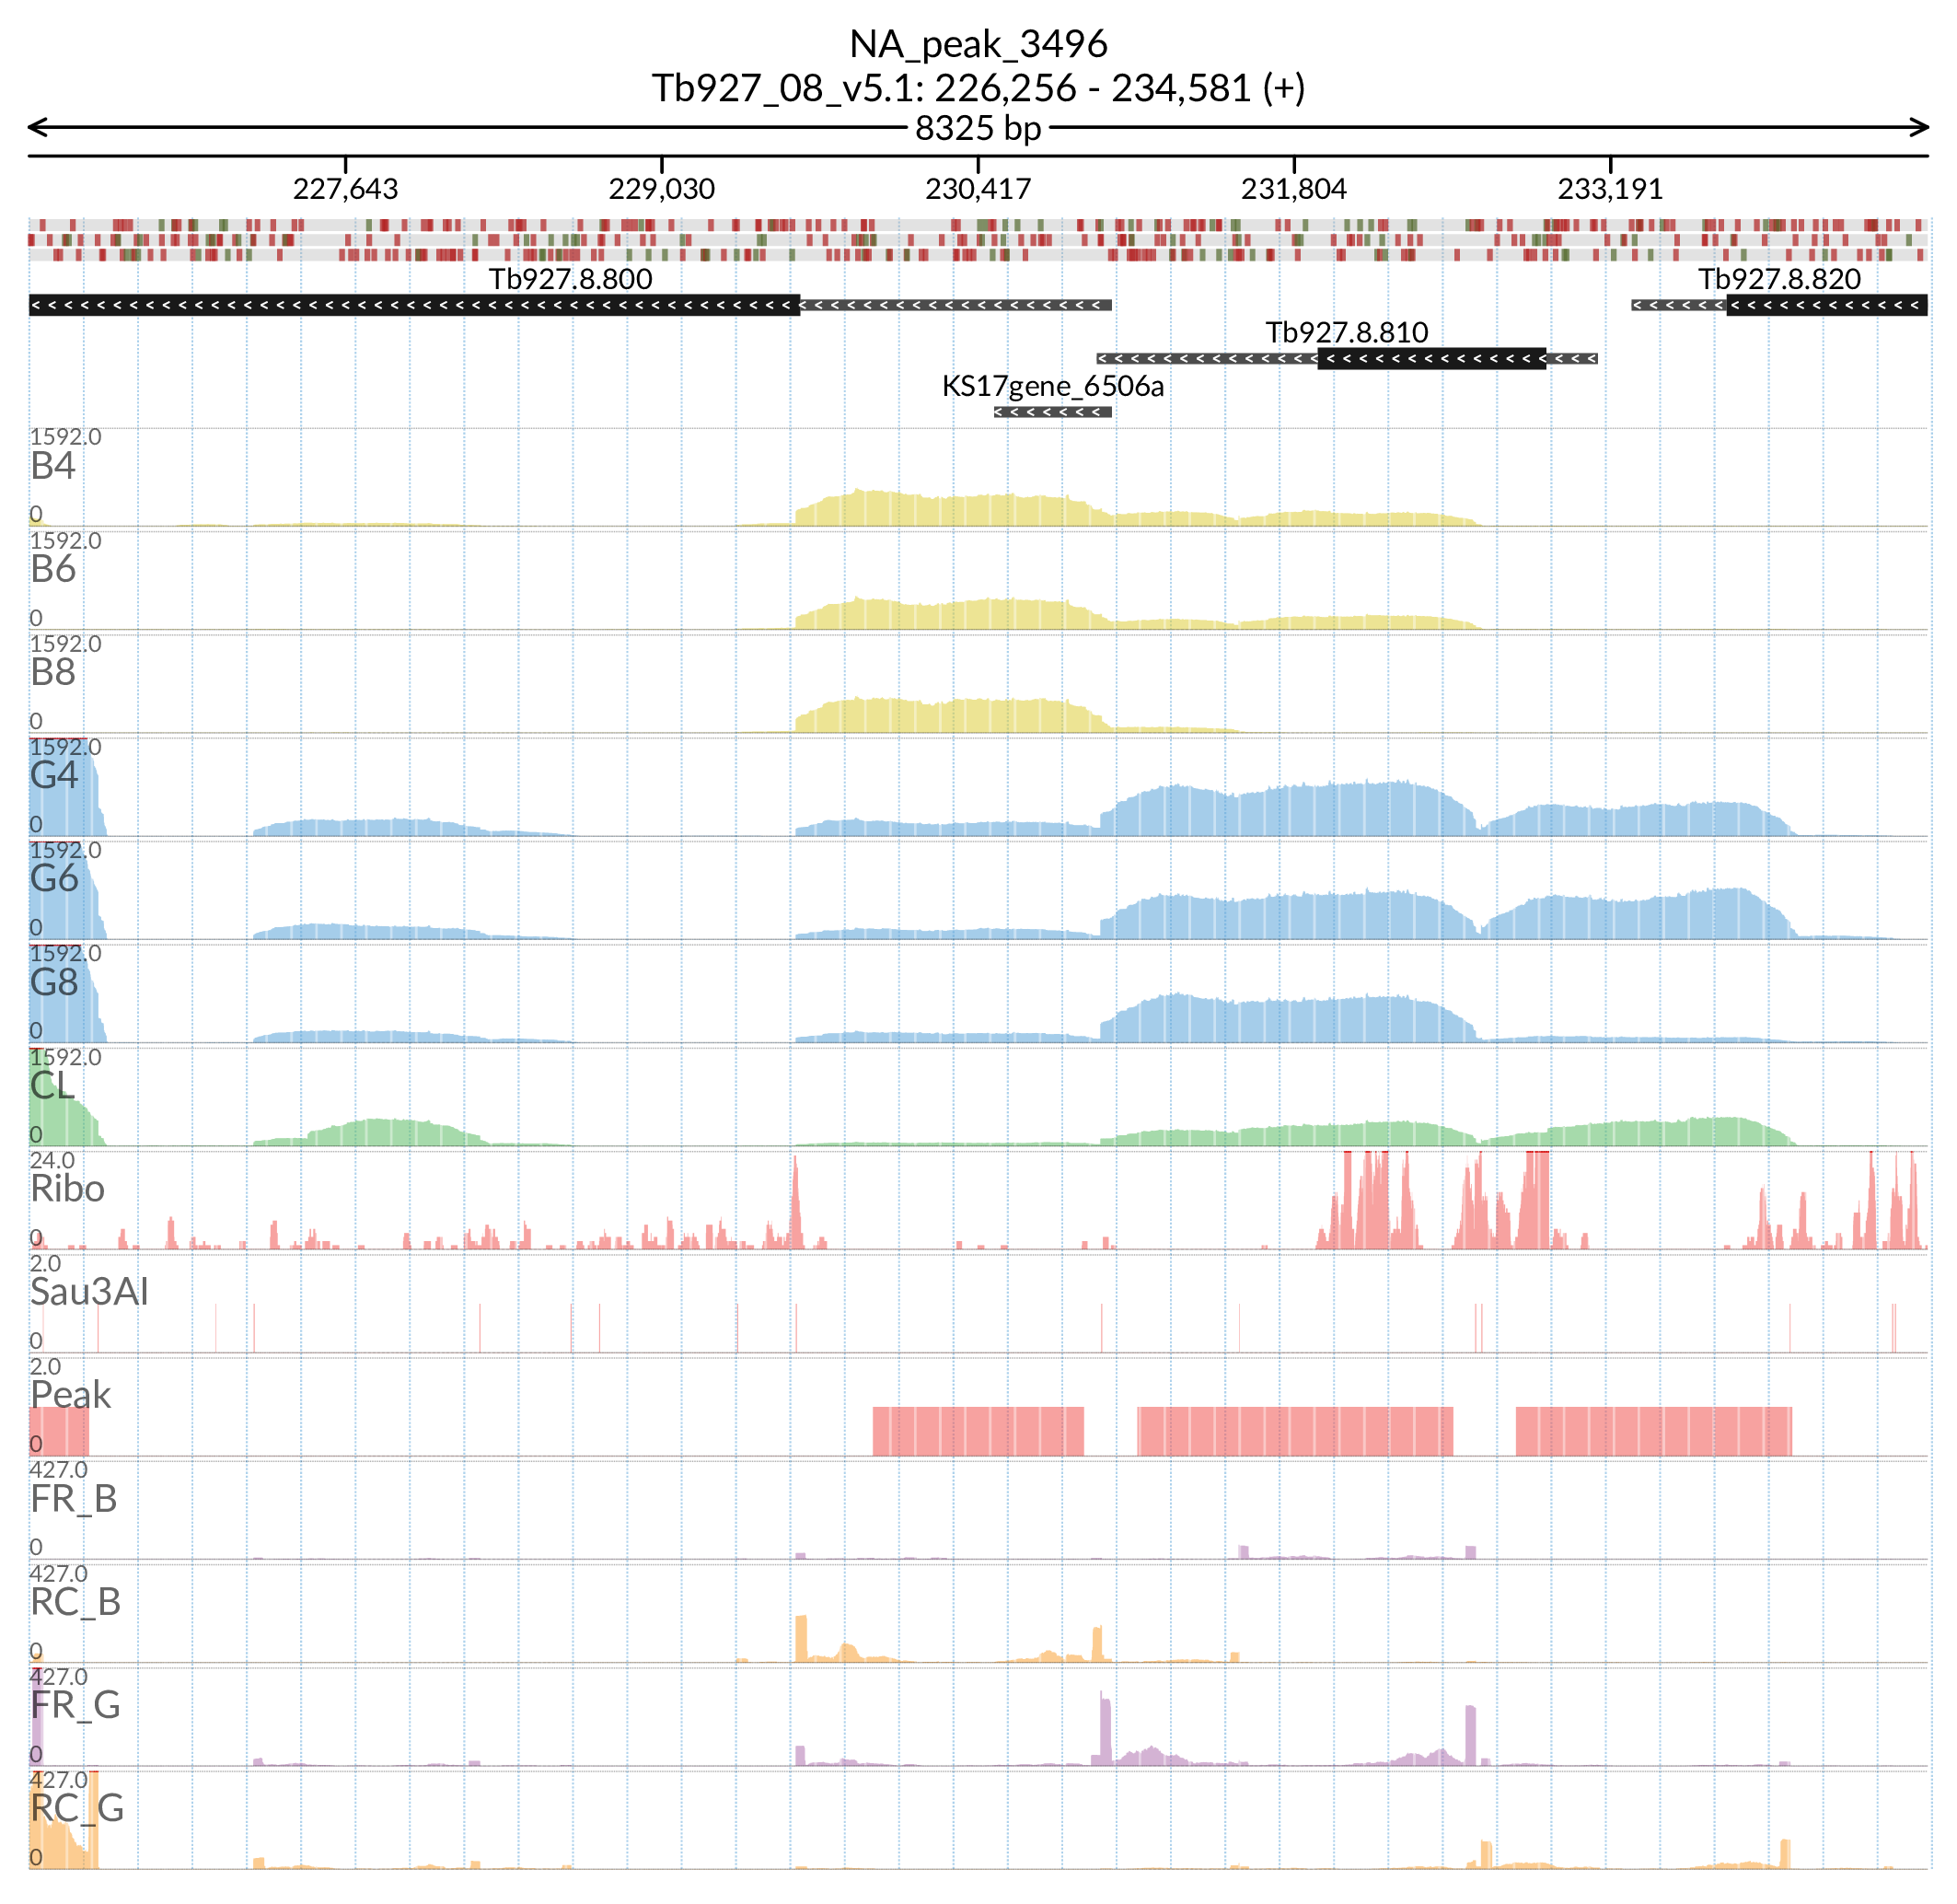 NA_peak_3496
Tb927_08_v5.1: 226,256 - 234,581 (+)
8325 bp
227,643 229,030 230,417 231,804 233,191
Tb927.8.800 Tb927.8.820
Tb927.8.810
KS17gene_6506a
1592.0
B4
0
1592.0
B6
0
1592.0
B8
0
1592.0
G4
0
1592.0
G6
0
1592.0
G8
0
1592.0
CL
0
24.0
Ribo
0
2.0
Sau3AI
0
2.0
Peak
0
427.0
FR_B
0
427.0
RC_B
0
427.0
FR_G
0
427.0
RC_G
0